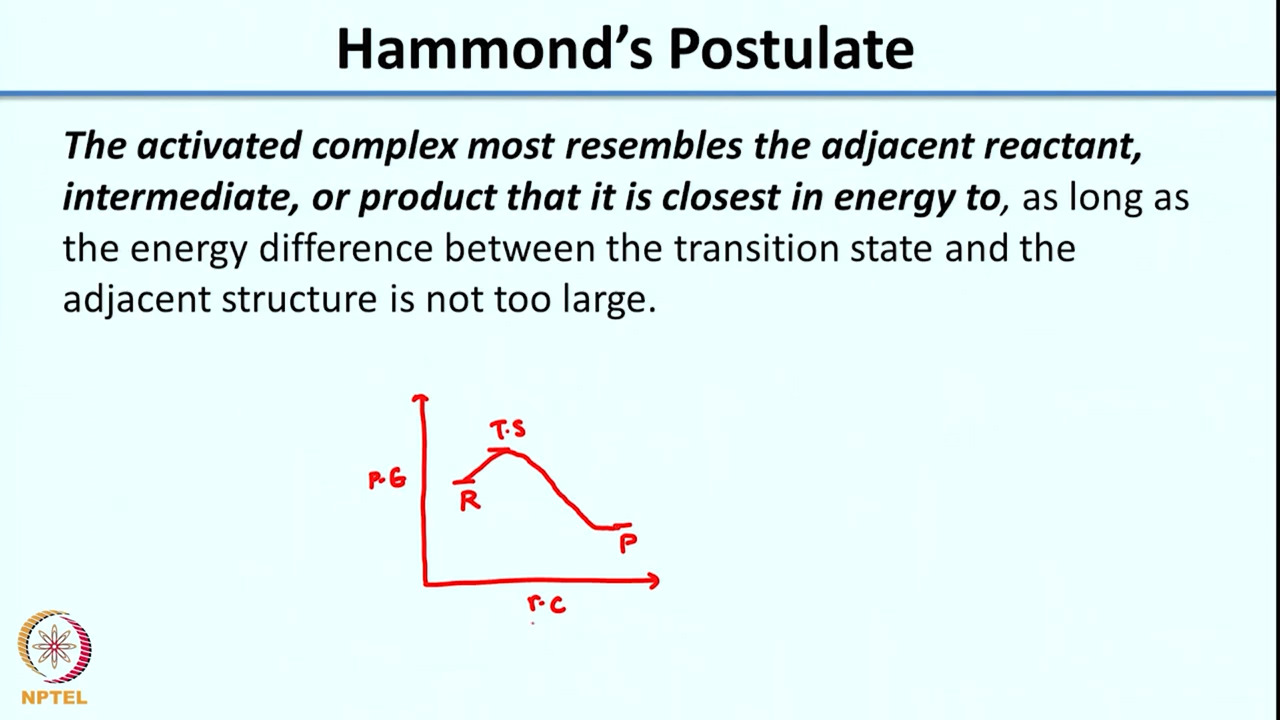 Hammond's Postulate
The activated complex most resembles the adjacent reactant,
intermediate, or product that it is closest in energy to, as long as
the energy difference between the transition state and the
adjacent structure is not too large.
T.S
P.E
R
P
r.c
NPTEL